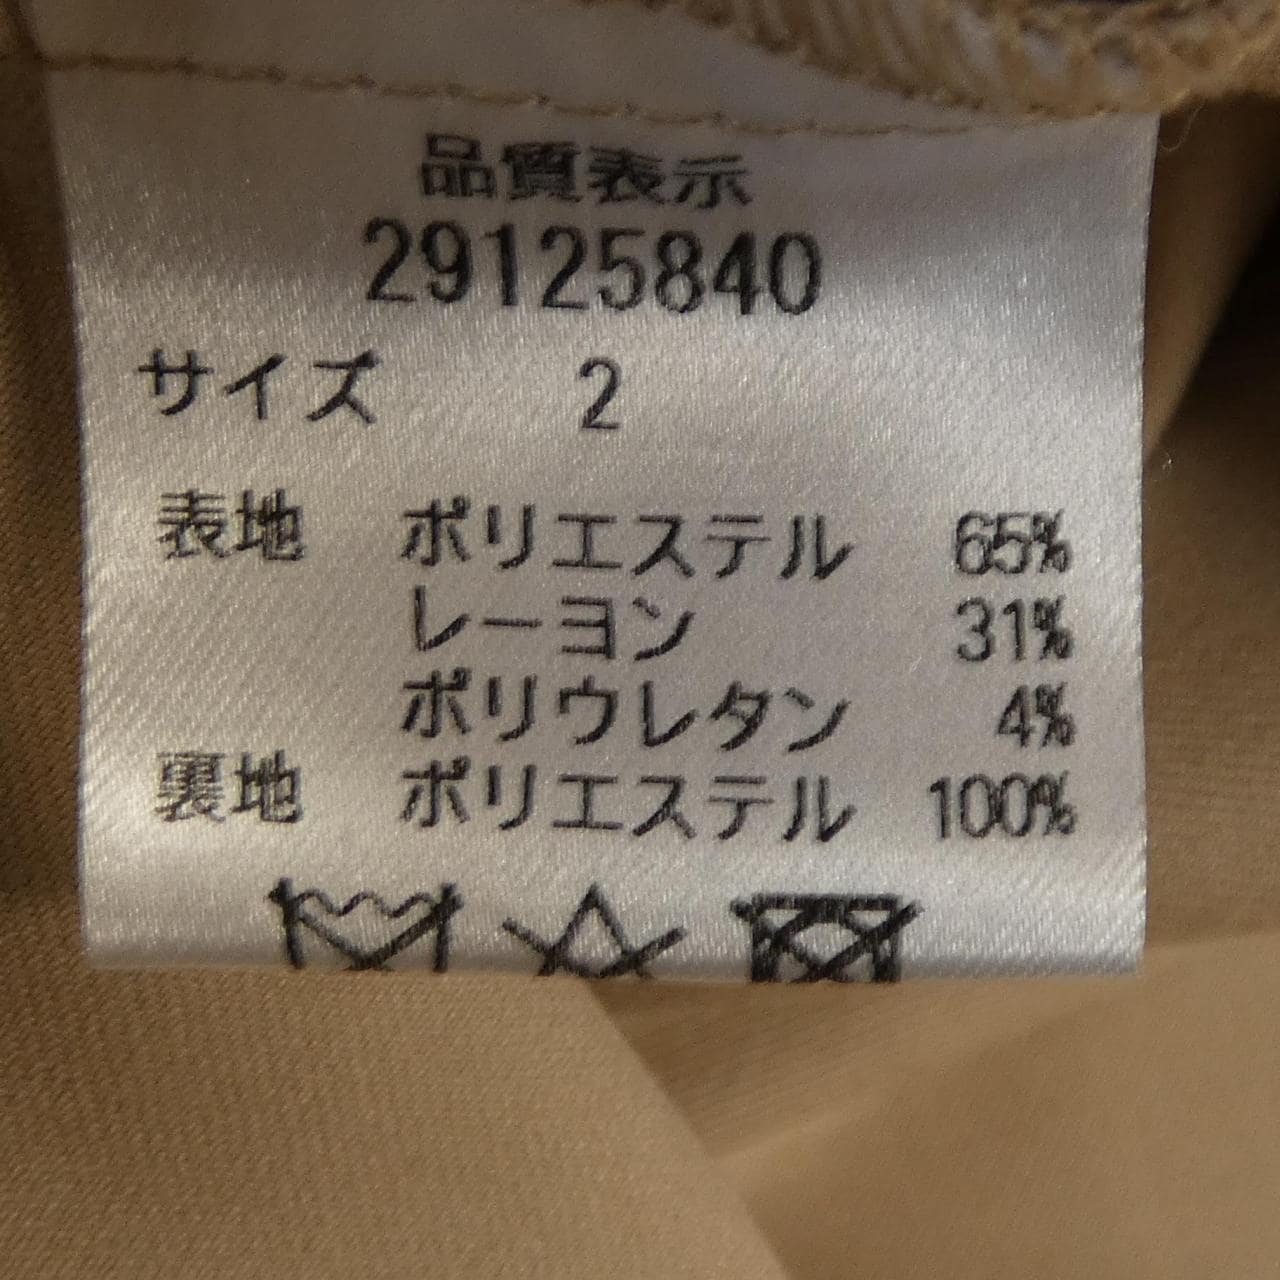 品質表示
29125840
サイズ 2
表地 ポリエステル 65%
レーヨン 31%
ポリウレタン 4%
裏地 ポリエステル 100%